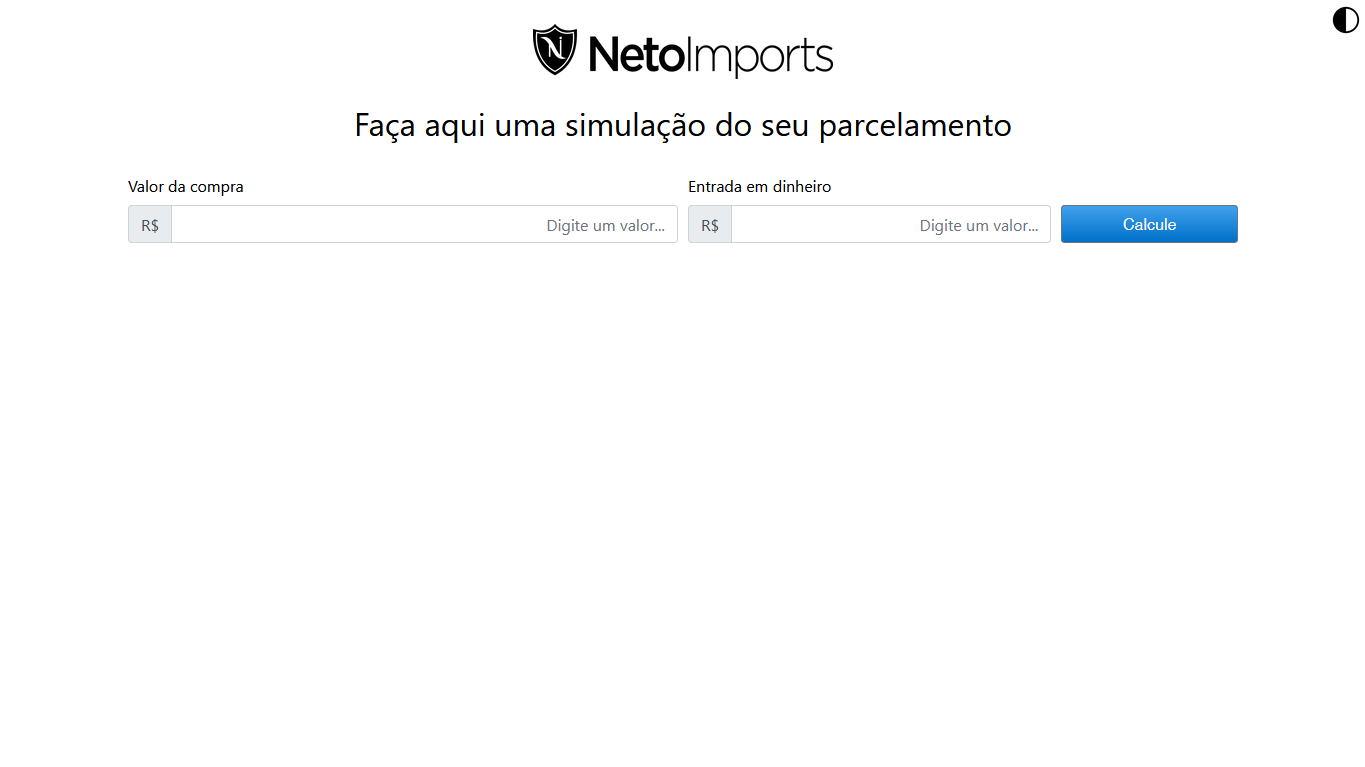 NetoImports
Faça aqui uma simulação do seu parcelamento
Valor da compra
Entrada em dinheiro
R$ Digite um valor...
R$ Digite um valor...
Calcule